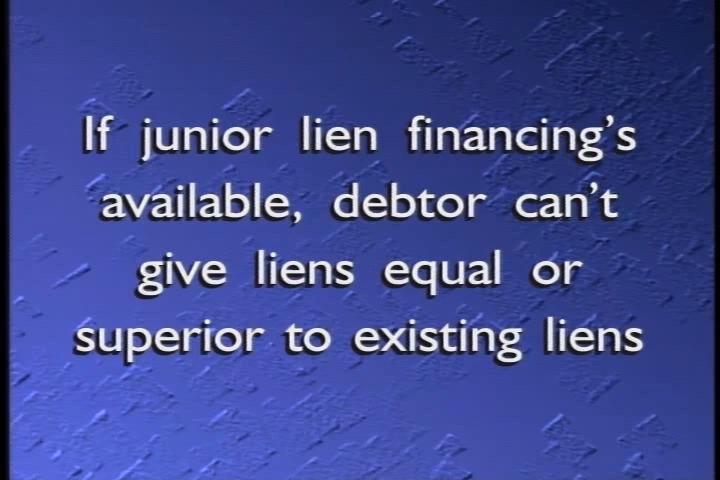 If junior lien financing's
available, debtor can't
give liens equal or
superior to existing liens